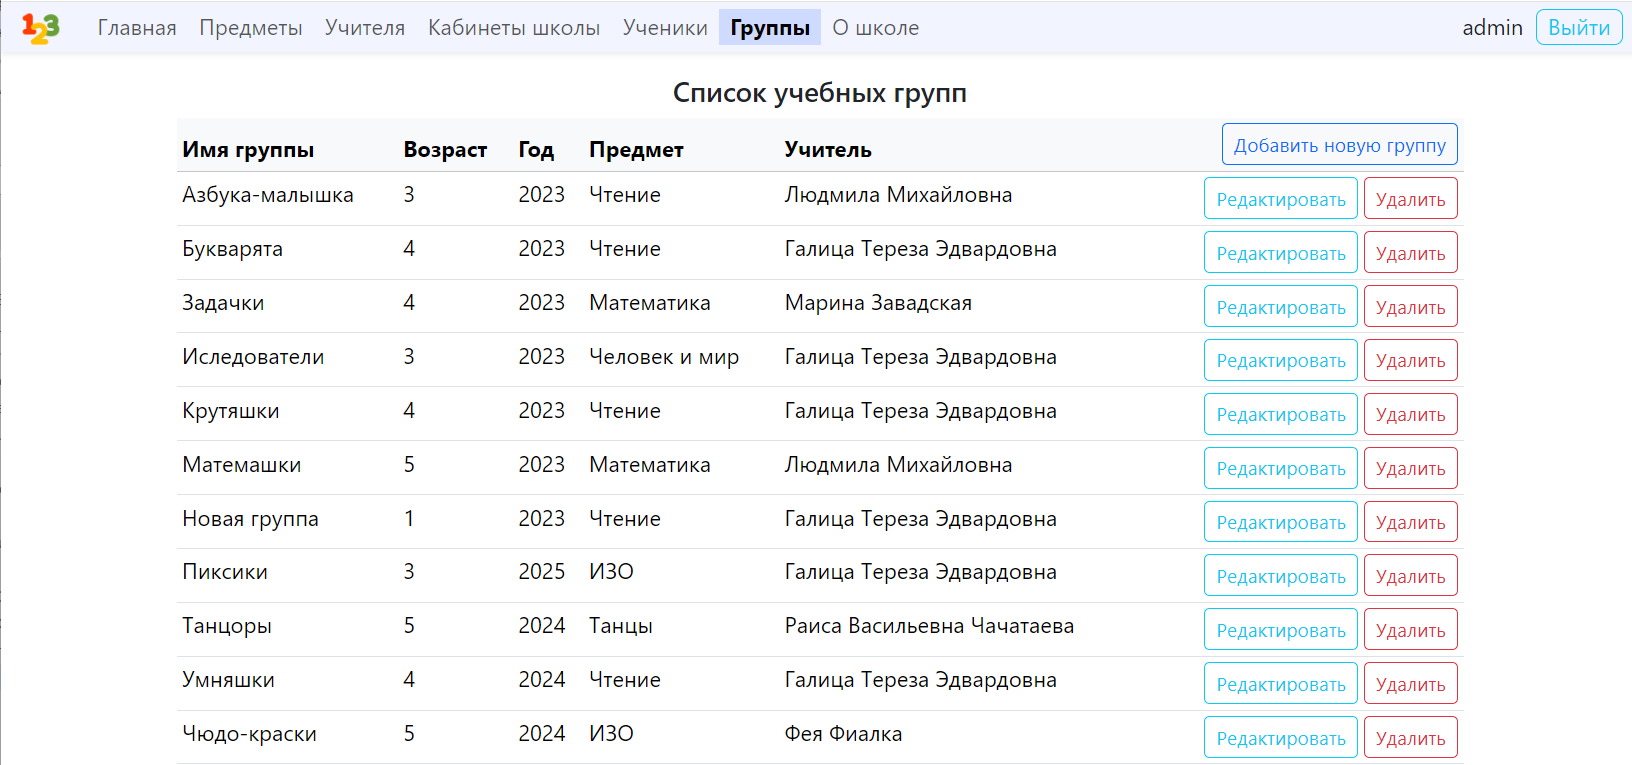 123 Главная Предметы Учителя Кабинеты школы Ученики Группы О школе admin Выйти
Список учебных групп
Имя группы Возраст Год Предмет Учитель Добавить новую группу
Азбука-малышка 3 2023 Чтение Людмила Михайловна Редактировать Удалить
Букварята 4 2023 Чтение Галица Тереза Эдвардовна Редактировать Удалить
Задачки 4 2023 Математика Марина Завадская Редактировать Удалить
Иследователи 3 2023 Человек и мир Галица Тереза Эдвардовна Редактировать Удалить
Крутяшки 4 2023 Чтение Галица Тереза Эдвардовна Редактировать Удалить
Матемашки 5 2023 Математика Людмила Михайловна Редактировать Удалить
Новая группа 1 2023 Чтение Галица Тереза Эдвардовна Редактировать Удалить
Пиксики 3 2025 ИЗО Галица Тереза Эдвардовна Редактировать Удалить
Танцоры 5 2024 Танцы Раиса Васильевна Чачатаева Редактировать Удалить
Умняшки 4 2024 Чтение Галица Тереза Эдвардовна Редактировать Удалить
Чюдо-краски 5 2024 ИЗО Фея Фиалка Редактировать Удалить